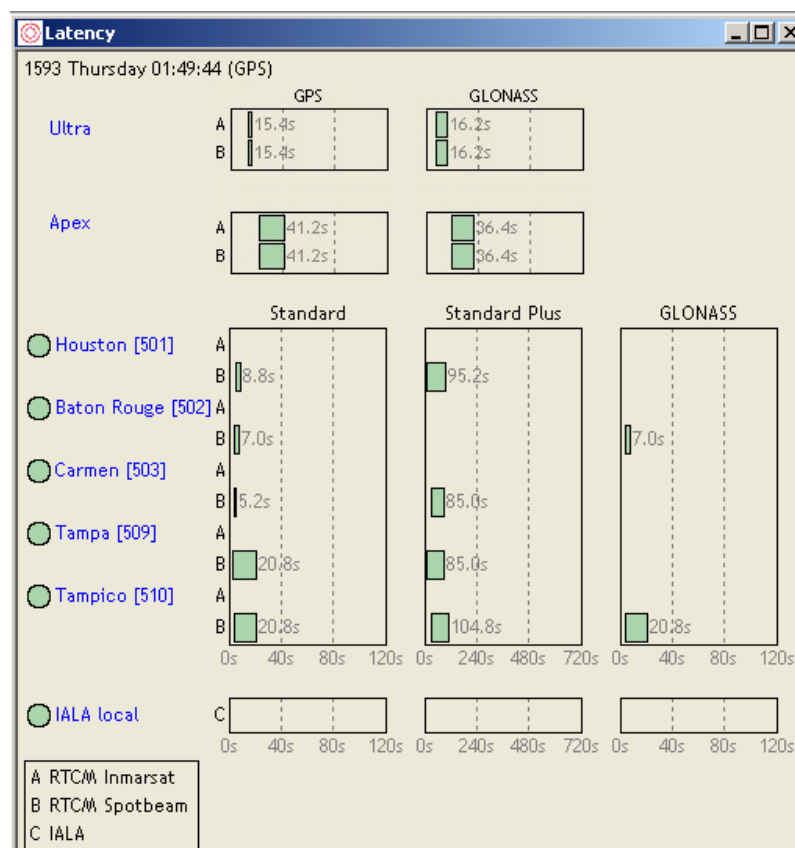 Latency
1593 Thursday 01:49:44 (GPS)
GPS GLONASS
Ultra A 15.4s 16.2s
B 15.4s 16.2s
Apex A 41.2s 36.4s
B 41.2s 36.4s
Standard Standard Plus GLONASS
Houston [501] A
B 8.8s 95.2s
Baton Rouge [502] A
B 7.0s 7.0s
Carmen [503] A
B 5.2s 85.0s
Tampa [509] A
B 20.8s 85.0s
Tampico [510] A
B 20.8s 104.8s 20.8s
0s 40s 80s 120s 0s 240s 480s 720s 0s 40s 80s 120s
IALA local C
0s 40s 80s 120s 0s 240s 480s 720s 0s 40s 80s 120s
A RTCM Inmarsat
B RTCM Spotbeam
C IALA